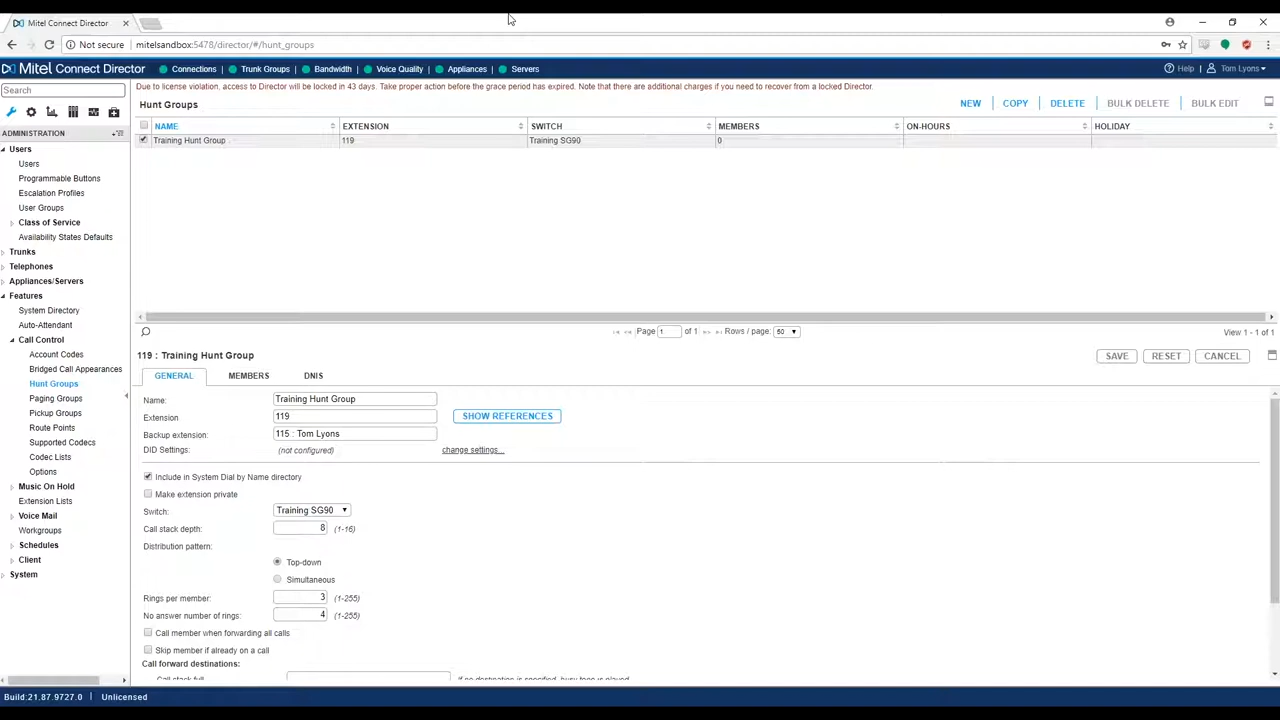 Mitel Connect Director
Not secure | mitelsandbox:5478/director/#/hunt_groups
Mitel Connect Director Connections Trunk Groups Bandwidth Voice Quality Appliances Servers Help Tom Lyons
Search
Due to license violation, access to Director will be locked in 43 days. Take proper action before the grace period has expired. Note that there are additional charges if you need to recover from a locked Director.
Hunt Groups NEW COPY DELETE BULK DELETE BULK EDIT
NAME EXTENSION SWITCH MEMBERS ON-HOURS HOLIDAY
Training Hunt Group 119 Training SG90 0
ADMINISTRATION
Users
Users
Programmable Buttons
Escalation Profiles
User Groups
Class of Service
Availability States Defaults
Trunks
Telephones
Appliances/Servers
Features
System Directory
Auto-Attendant
Call Control
Account Codes
Bridged Call Appearances
Hunt Groups
Paging Groups
Pickup Groups
Route Points
Supported Codecs
Codec Lists
Options
Music On Hold
Extension Lists
Voice Mail
Workgroups
Schedules
Client
System
Page 1 of 1 Rows / page: 50 View 1 - 1 of 1
119 : Training Hunt Group SAVE RESET CANCEL
GENERAL MEMBERS DNIS
Name: Training Hunt Group
Extension 119 SHOW REFERENCES
Backup extension: 115 : Tom Lyons
DID Settings: (not configured) change settings...
Include in System Dial by Name directory
Make extension private
Switch: Training SG90
Call stack depth: 8 (1-16)
Distribution pattern:
Top-down
Simultaneous
Rings per member: 3 (1-255)
No answer number of rings: 4 (1-255)
Call member when forwarding all calls
Skip member if already on a call
Call forward destinations:
Call stack full If no destination is specified, busy tone is played
Build:21.87.9727.0 | Unlicensed